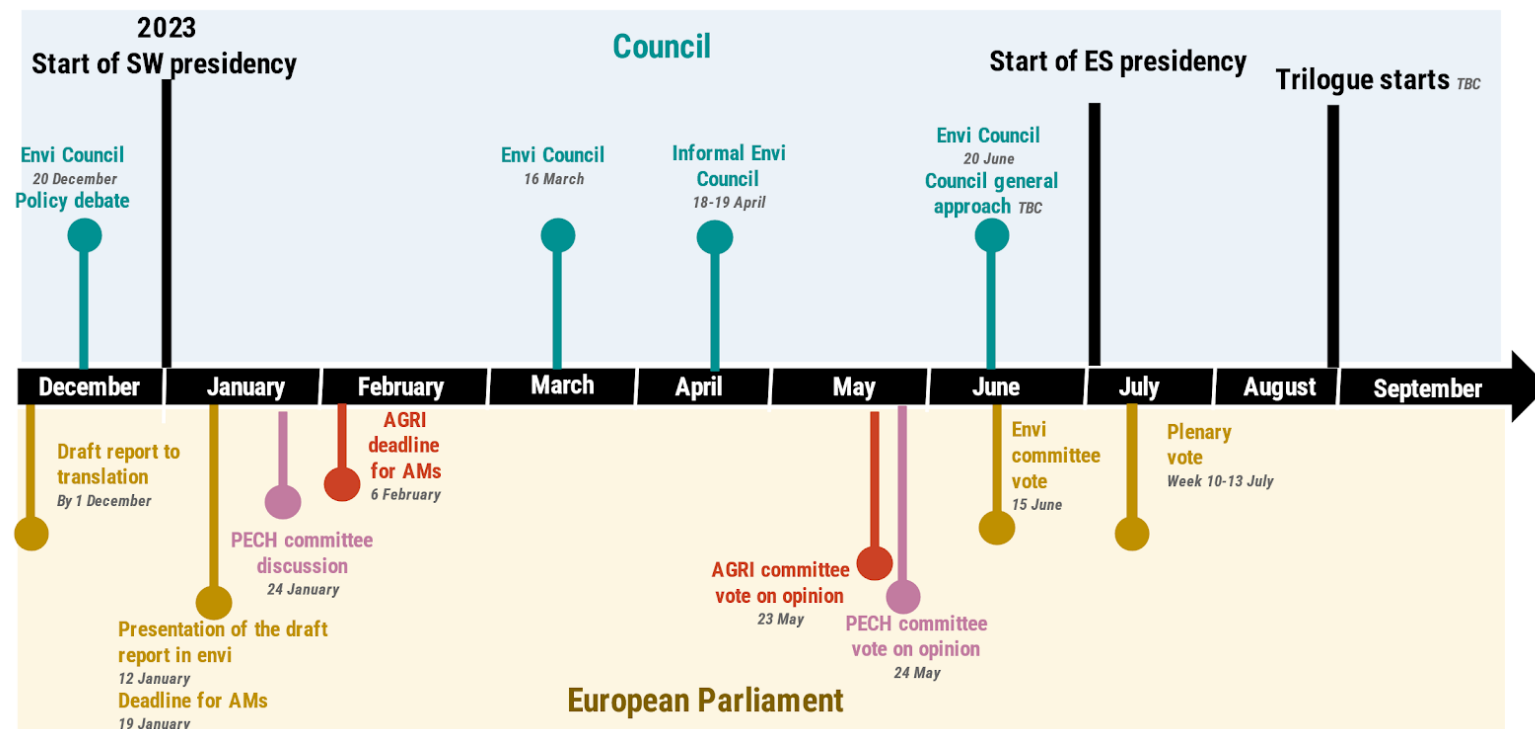 2023
Start of SW presidency
Council
Start of ES presidency
Trilogue starts TBC
Envi Council
20 December
Policy debate
Envi Council
16 March
Informal Envi
Council
18-19 April
Envi Council
20 June
Council general
approach TBC
December January February March April May June July August September
Draft report to
translation
By 1 December
Presentation of the draft
report in envi
12 January
Deadline for AMs
19 January
PECH committee
discussion
24 January
AGRI
deadline
for AMs
6 February
AGRI committee
vote on opinion
23 May
PECH committee
vote on opinion
24 May
Envi
committee
vote
15 June
Plenary
vote
Week 10-13 July
European Parliament